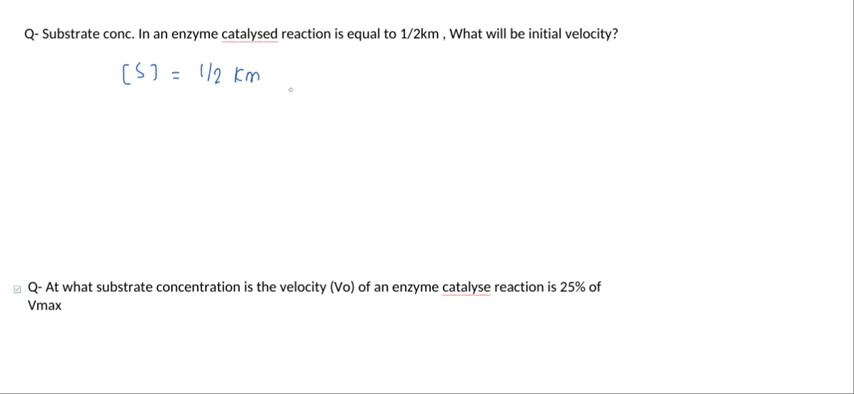 Q- Substrate conc. In an enzyme catalysed reaction is equal to 1/2km , What will be initial velocity?
[S] = 1/2 Km
Q- At what substrate concentration is the velocity (Vo) of an enzyme catalyse reaction is 25% of
Vmax